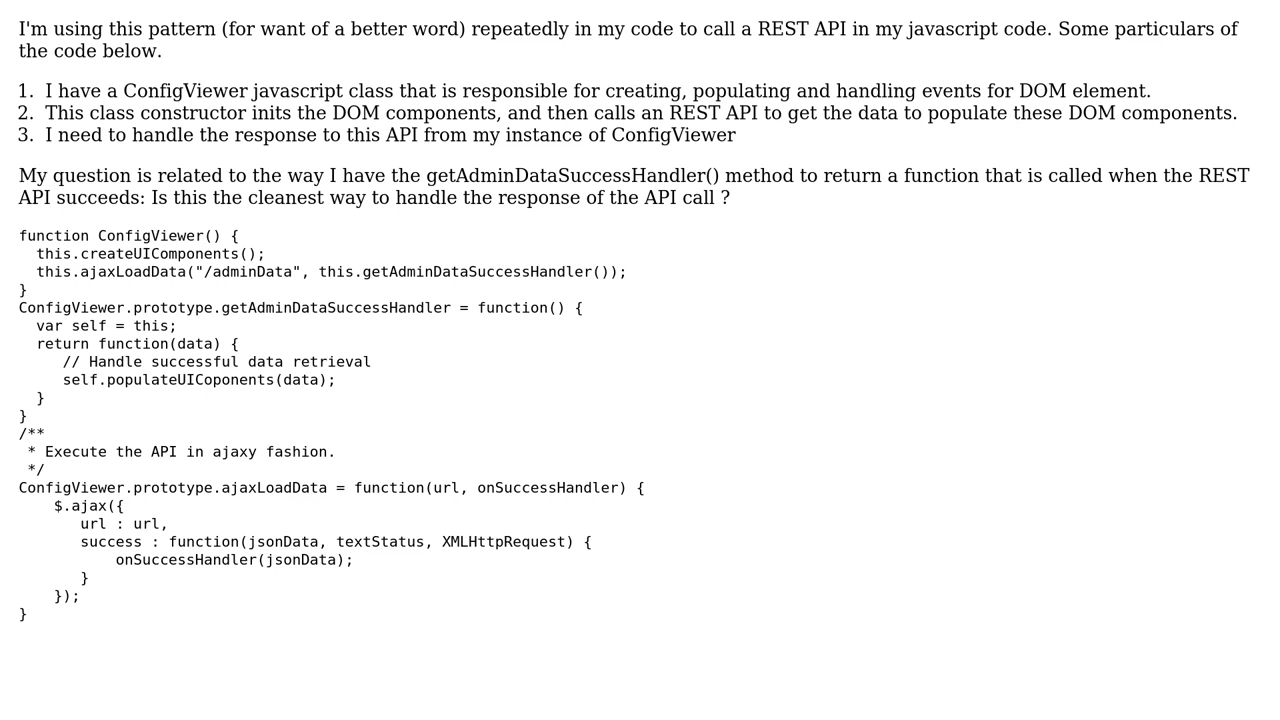 I'm using this pattern (for want of a better word) repeatedly in my code to call a REST API in my javascript code. Some particulars of
the code below.
1. I have a ConfigViewer javascript class that is responsible for creating, populating and handling events for DOM element.
2. This class constructor inits the DOM components, and then calls an REST API to get the data to populate these DOM components.
3. I need to handle the response to this API from my instance of ConfigViewer
My question is related to the way I have the getAdminDataSuccessHandler() method to return a function that is called when the REST
API succeeds: Is this the cleanest way to handle the response of the API call ?
function ConfigViewer() {
  this.createUIComponents();
  this.ajaxLoadData("/adminData", this.getAdminDataSuccessHandler());
}
ConfigViewer.prototype.getAdminDataSuccessHandler = function() {
  var self = this;
  return function(data) {
     // Handle successful data retrieval
     self.populateUICoponents(data);
  }
}
/**
 * Execute the API in ajaxy fashion.
 */
ConfigViewer.prototype.ajaxLoadData = function(url, onSuccessHandler) {
    $.ajax({
       url : url,
       success : function(jsonData, textStatus, XMLHttpRequest) {
           onSuccessHandler(jsonData);
       }
    });
}